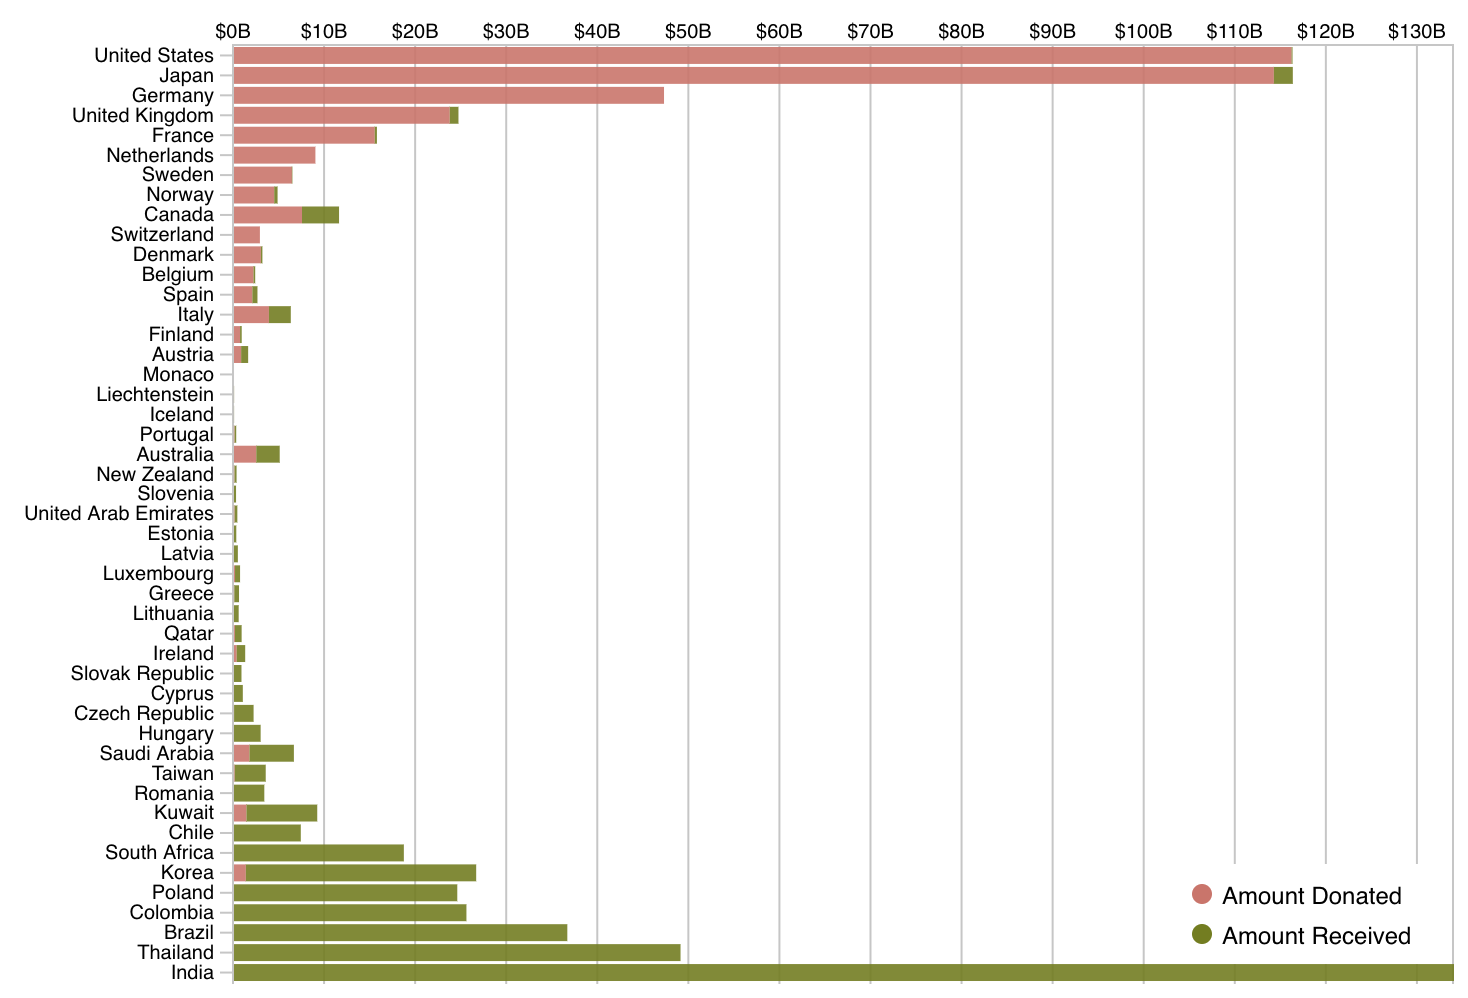 $0B $10B $20B $30B $40B $50B $60B $70B $80B $90B $100B $110B $120B $130B
United States
Japan
Germany
United Kingdom
France
Netherlands
Sweden
Norway
Canada
Switzerland
Denmark
Belgium
Spain
Italy
Finland
Austria
Monaco
Liechtenstein
Iceland
Portugal
Australia
New Zealand
Slovenia
United Arab Emirates
Estonia
Latvia
Luxembourg
Greece
Lithuania
Qatar
Ireland
Slovak Republic
Cyprus
Czech Republic
Hungary
Saudi Arabia
Taiwan
Romania
Kuwait
Chile
South Africa
Korea
Poland
Colombia
Brazil
Thailand
India
Amount Donated
Amount Received